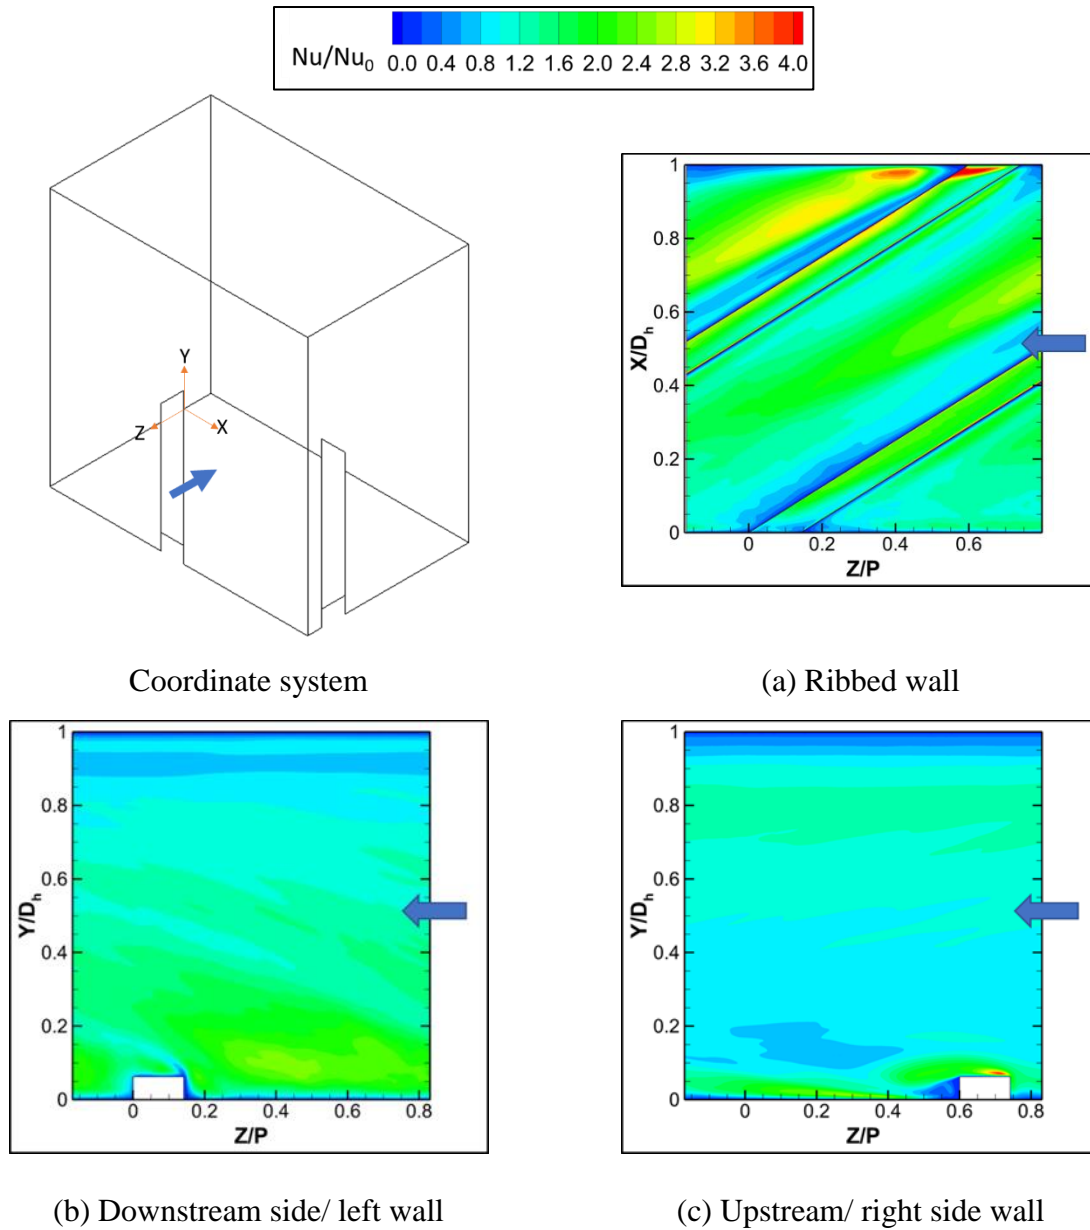 Nu/Nu₀ 0.0 0.4 0.8 1.2 1.6 2.0 2.4 2.8 3.2 3.6 4.0
Y
Z
X
Coordinate system
1
0.8
0.6
0.4
0.2
0
X/Dₕ
0 0.2 0.4 0.6
Z/P
(a) Ribbed wall
1
0.8
0.6
0.4
0.2
0
Y/Dₕ
0 0.2 0.4 0.6 0.8
Z/P
(b) Downstream side/ left wall
1
0.8
0.6
0.4
0.2
0
Y/Dₕ
0 0.2 0.4 0.6 0.8
Z/P
(c) Upstream/ right side wall